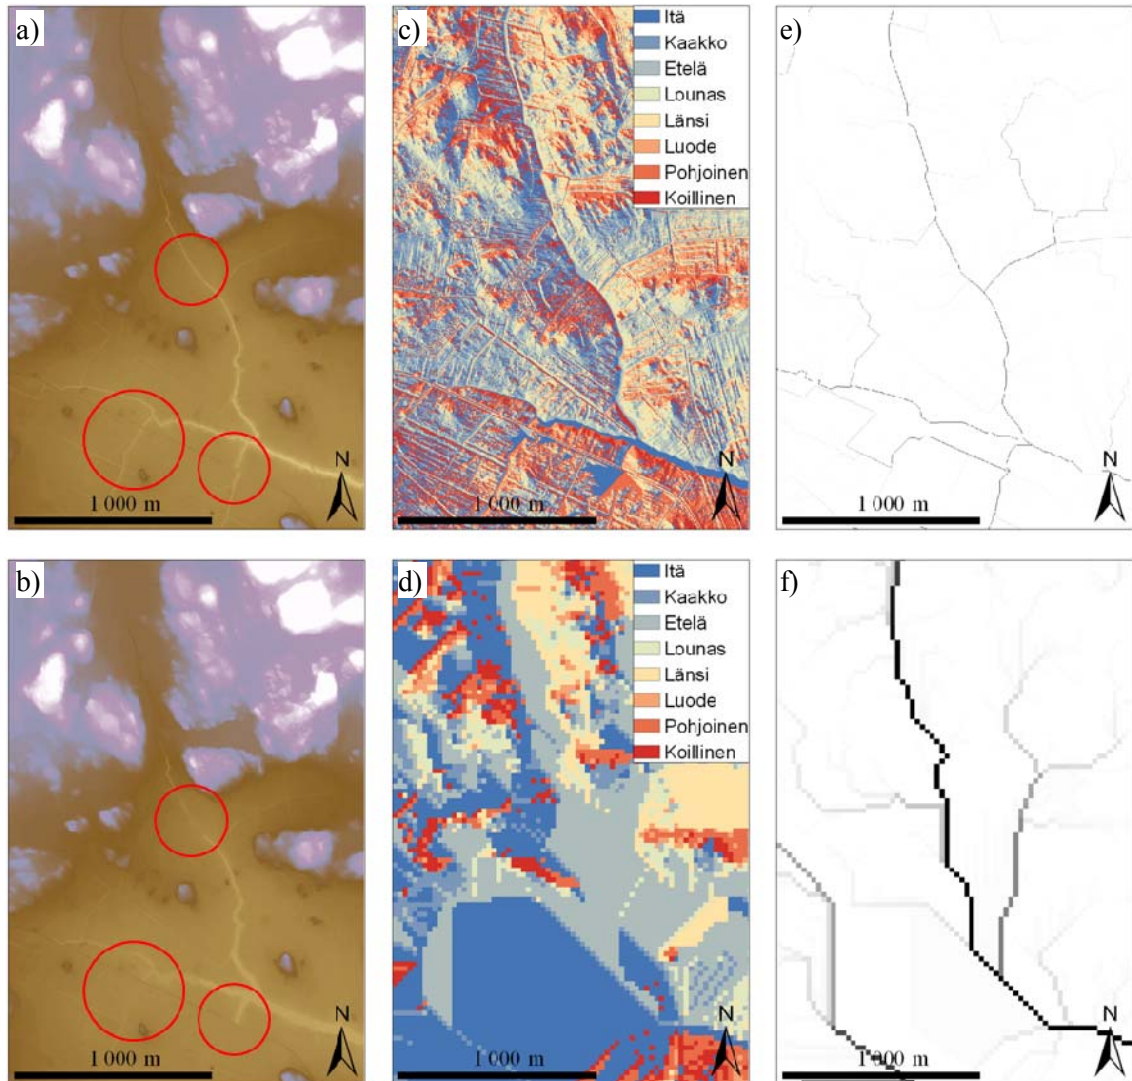 a)
N
1 000 m
c)
Itä
Kaakko
Etelä
Lounas
Länsi
Luode
Pohjoinen
Koillinen
N
1 000 m
e)
N
1 000 m
b)
N
1 000 m
d)
Itä
Kaakko
Etelä
Lounas
Länsi
Luode
Pohjoinen
Koillinen
N
1 000 m
f)
N
1 000 m